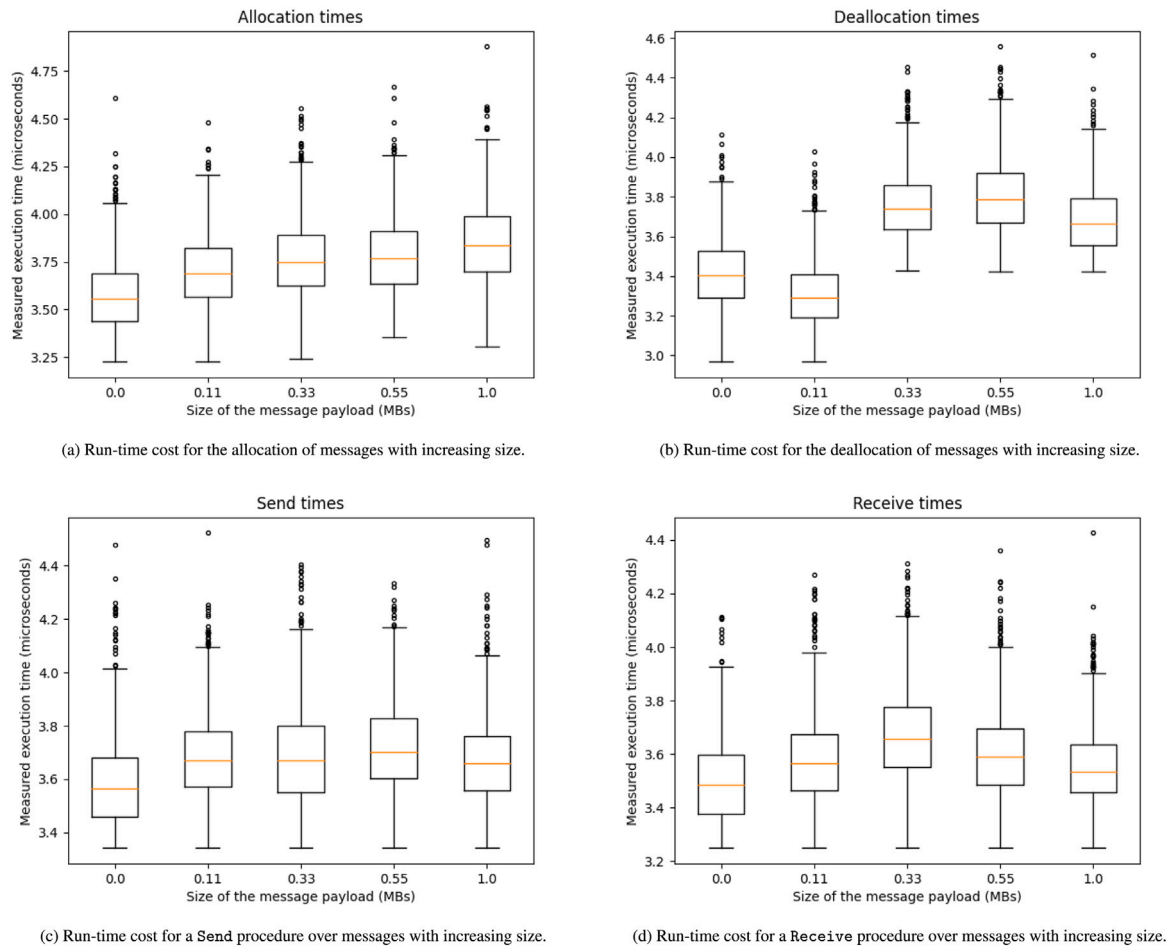 Allocation times
Measured execution time (microseconds)
4.75
4.50
4.25
4.00
3.75
3.50
3.25
0.0 0.11 0.33 0.55 1.0
Size of the message payload (MBs)
(a) Run-time cost for the allocation of messages with increasing size.
Deallocation times
Measured execution time (microseconds)
4.6
4.4
4.2
4.0
3.8
3.6
3.4
3.2
3.0
0.0 0.11 0.33 0.55 1.0
Size of the message payload (MBs)
(b) Run-time cost for the deallocation of messages with increasing size.
Send times
Measured execution time (microseconds)
4.4
4.2
4.0
3.8
3.6
3.4
0.0 0.11 0.33 0.55 1.0
Size of the message payload (MBs)
(c) Run-time cost for a Send procedure over messages with increasing size.
Receive times
Measured execution time (microseconds)
4.4
4.2
4.0
3.8
3.6
3.4
3.2
0.0 0.11 0.33 0.55 1.0
Size of the message payload (MBs)
(d) Run-time cost for a Receive procedure over messages with increasing size.